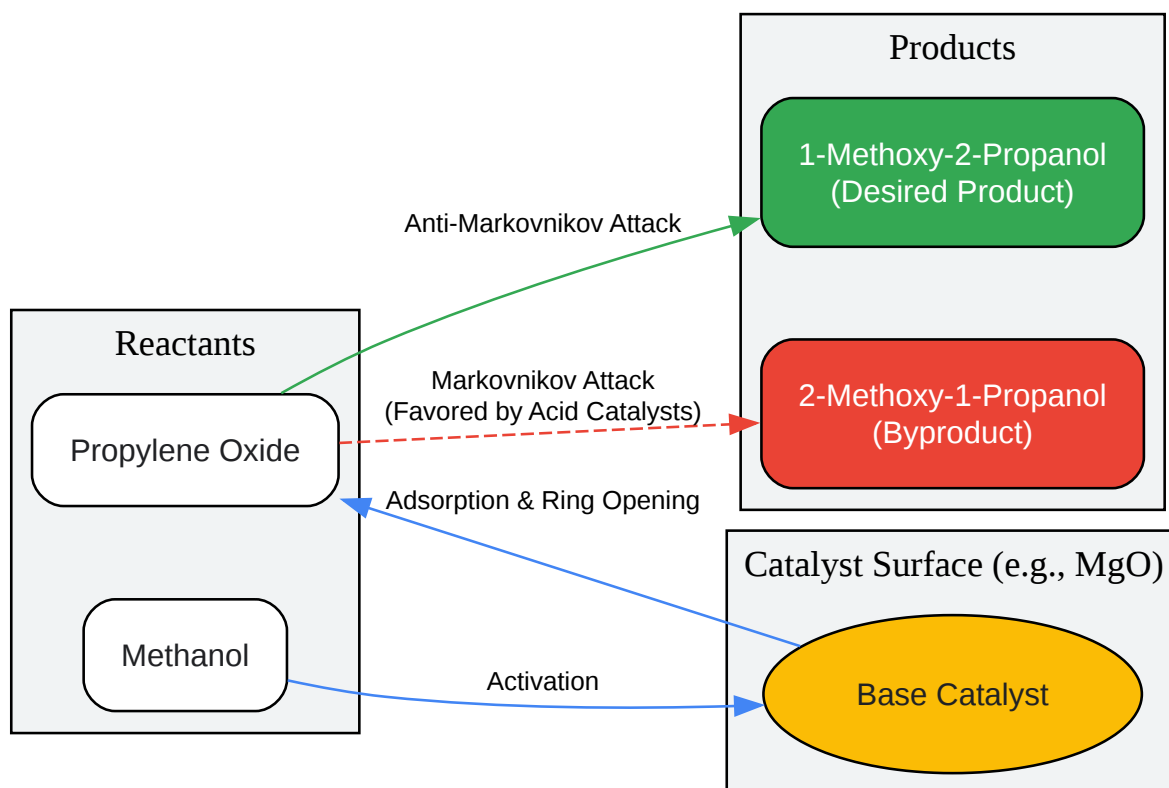 Products
1-Methoxy-2-Propanol
(Desired Product)
Anti-Markovnikov Attack
Reactants
Markovnikov Attack
(Favored by Acid Catalysts)
2-Methoxy-1-Propanol
(Byproduct)
Propylene Oxide
Adsorption & Ring Opening
Catalyst Surface (e.g., MgO)
Methanol
Activation
Base Catalyst